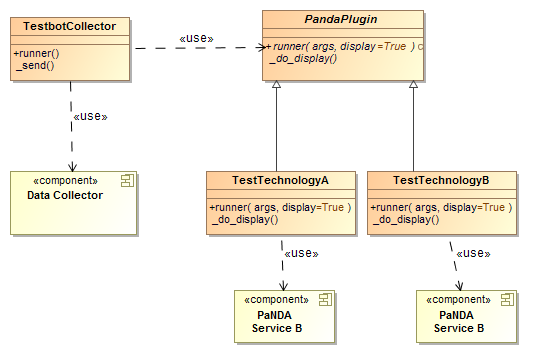 TestbotCollector
+runner()
_send()
«use»
PandaPlugin
+ runner( args, display=True ) c
_do_display()
«use»
«component»
Data Collector
TestTechnologyA
+runner( args, display=True )
_do_display()
TestTechnologyB
+runner( args, display=True )
_do_display()
«use»
«use»
«component»
PaNDA
Service B
«component»
PaNDA
Service B